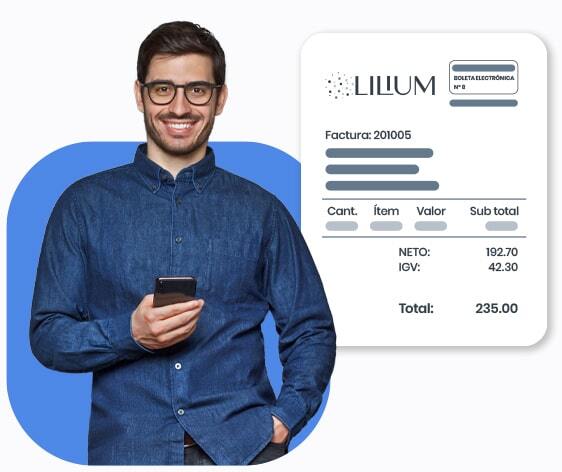 LILIUM
BOLETA ELECTRÓNICA
Nº 8
Factura: 201005
Cant. Ítem Valor Sub total
NETO: 192.70
IGV: 42.30
Total: 235.00